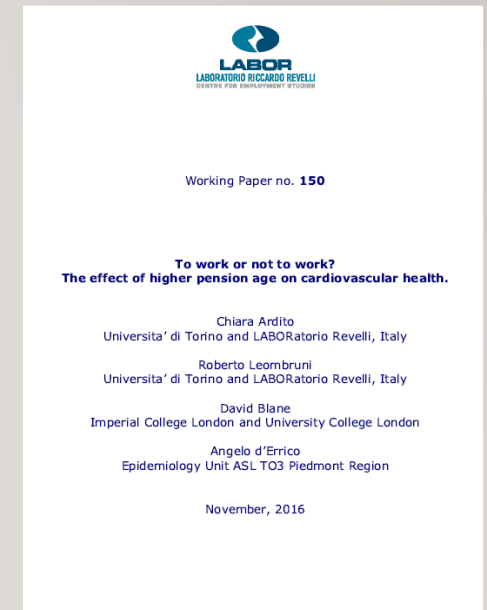 LABOR
LABORATORIO RICCARDO REVELLI
CENTRE FOR EMPLOYMENT STUDIES
Working Paper no. 150
To work or not to work?
The effect of higher pension age on cardiovascular health.
Chiara Ardito
Universita’ di Torino and LABORatorio Revelli, Italy
Roberto Leombruni
Universita’ di Torino and LABORatorio Revelli, Italy
David Blane
Imperial College London and University College London
Angelo d’Errico
Epidemiology Unit ASL TO3 Piedmont Region
November, 2016